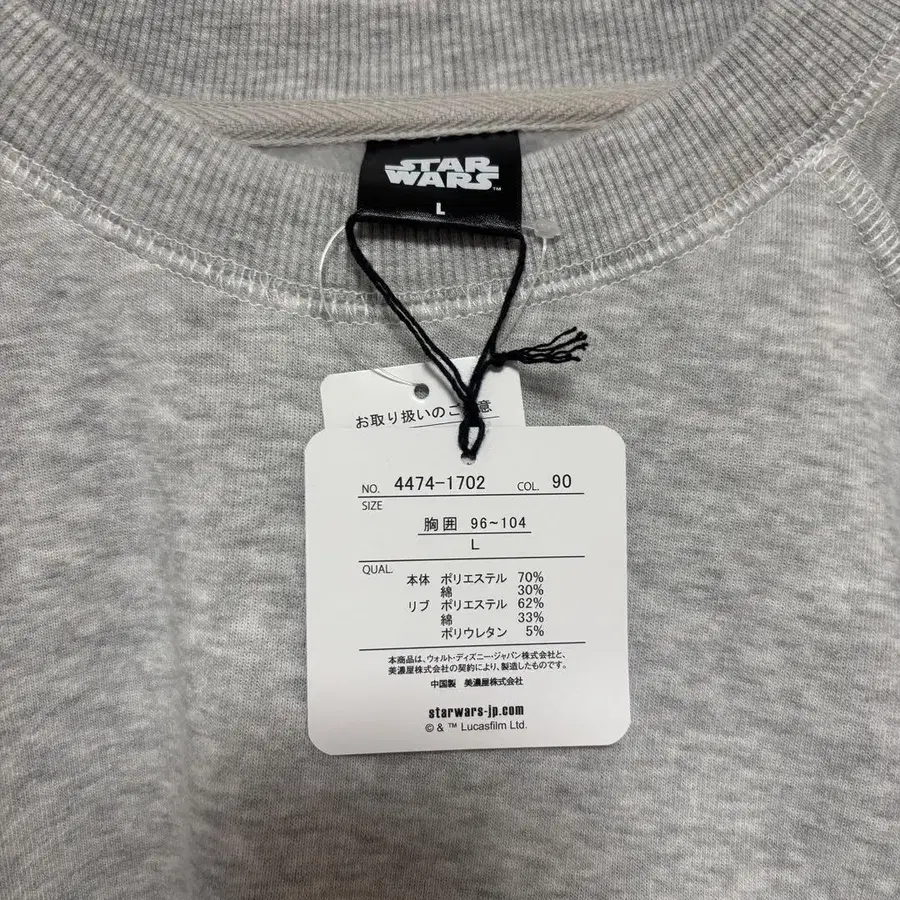 STAR
WARS™
L
お取り扱いのご 意
NO. 4474-1702 COL. 90
SIZE
胸囲 96~104
L
QUAL.
本体 ポリエステル 70%
綿 30%
リブ ポリエステル 62%
綿 33%
ポリウレタン 5%
本商品は、ウォルト・ディズニー・ジャパン株式会社と、
美濃屋株式会社の契約により、製造したものです。
中国製 美濃屋株式会社
starwars-jp.com
© & ™ Lucasfilm Ltd.